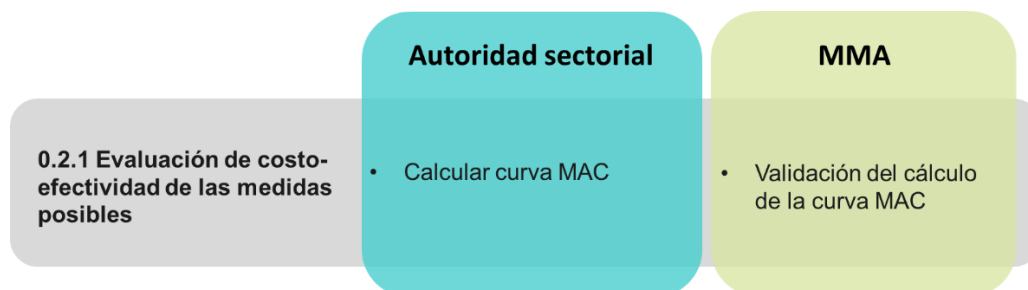 Autoridad sectorial
MMA
0.2.1 Evaluación de costo-
efectividad de las medidas
posibles
• Calcular curva MAC
• Validación del cálculo
de la curva MAC